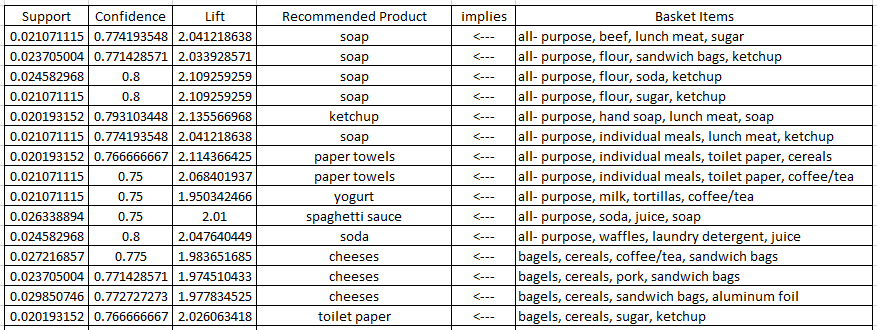 Support Confidence Lift Recommended Product implies Basket Items
0.021071115 0.774193548 2.041218638 soap <--- all- purpose, beef, lunch meat, sugar
0.023705004 0.771428571 2.033928571 soap <--- all- purpose, flour, sandwich bags, ketchup
0.024582968 0.8 2.109259259 soap <--- all- purpose, flour, soda, ketchup
0.021071115 0.8 2.109259259 soap <--- all- purpose, flour, sugar, ketchup
0.020193152 0.793103448 2.135566968 ketchup <--- all- purpose, hand soap, lunch meat, soap
0.021071115 0.774193548 2.041218638 soap <--- all- purpose, individual meals, lunch meat, ketchup
0.020193152 0.766666667 2.114366425 paper towels <--- all- purpose, individual meals, toilet paper, cereals
0.021071115 0.75 2.068401937 paper towels <--- all- purpose, individual meals, toilet paper, coffee/tea
0.021071115 0.75 1.950342466 yogurt <--- all- purpose, milk, tortillas, coffee/tea
0.026338894 0.75 2.01 spaghetti sauce <--- all- purpose, soda, juice, soap
0.024582968 0.8 2.047640449 soda <--- all- purpose, waffles, laundry detergent, juice
0.027216857 0.775 1.983651685 cheeses <--- bagels, cereals, coffee/tea, sandwich bags
0.023705004 0.771428571 1.974510433 cheeses <--- bagels, cereals, pork, sandwich bags
0.029850746 0.772727273 1.977834525 cheeses <--- bagels, cereals, sandwich bags, aluminum foil
0.020193152 0.766666667 2.026063418 toilet paper <--- bagels, cereals, sugar, ketchup